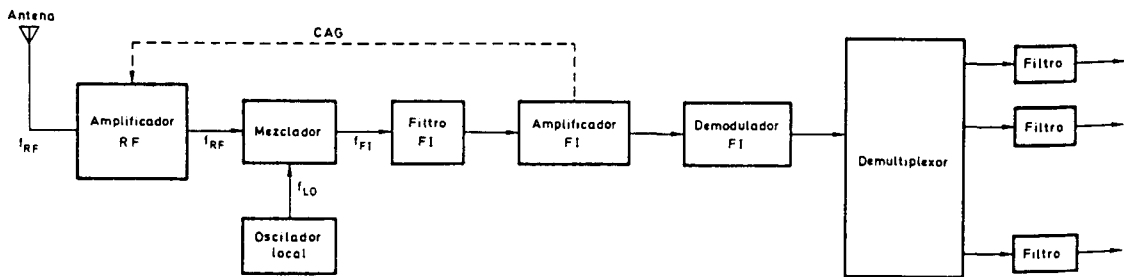 Antena
CAG
Amplificador
RF
Mezclador
Filtro
FI
Amplificador
FI
Demodulador
FI
Demultiplexor
Filtro
Filtro
Filtro
f_RF
f_RF
f_FI
f_LO
Oscilador
local